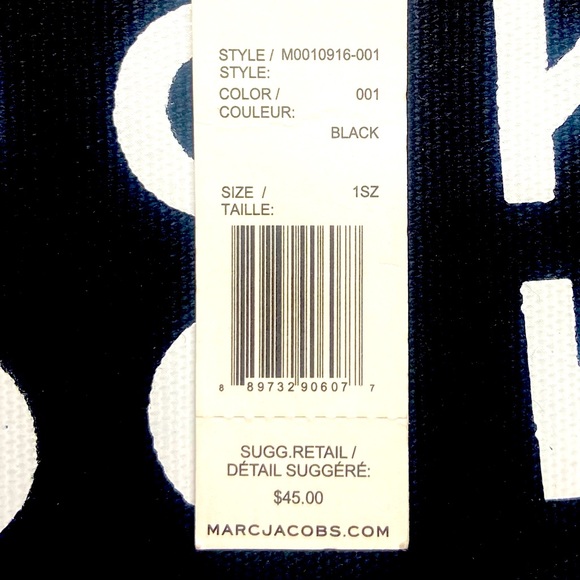 STYLE / M0010916-001
STYLE:
COLOR / 001
COULEUR:
BLACK
SIZE / 1SZ
TAILLE:
8 89732 90607 7
SUGG.RETAIL /
DÉTAIL SUGGÉRÉ:
$45.00
MARCJACOBS.COM